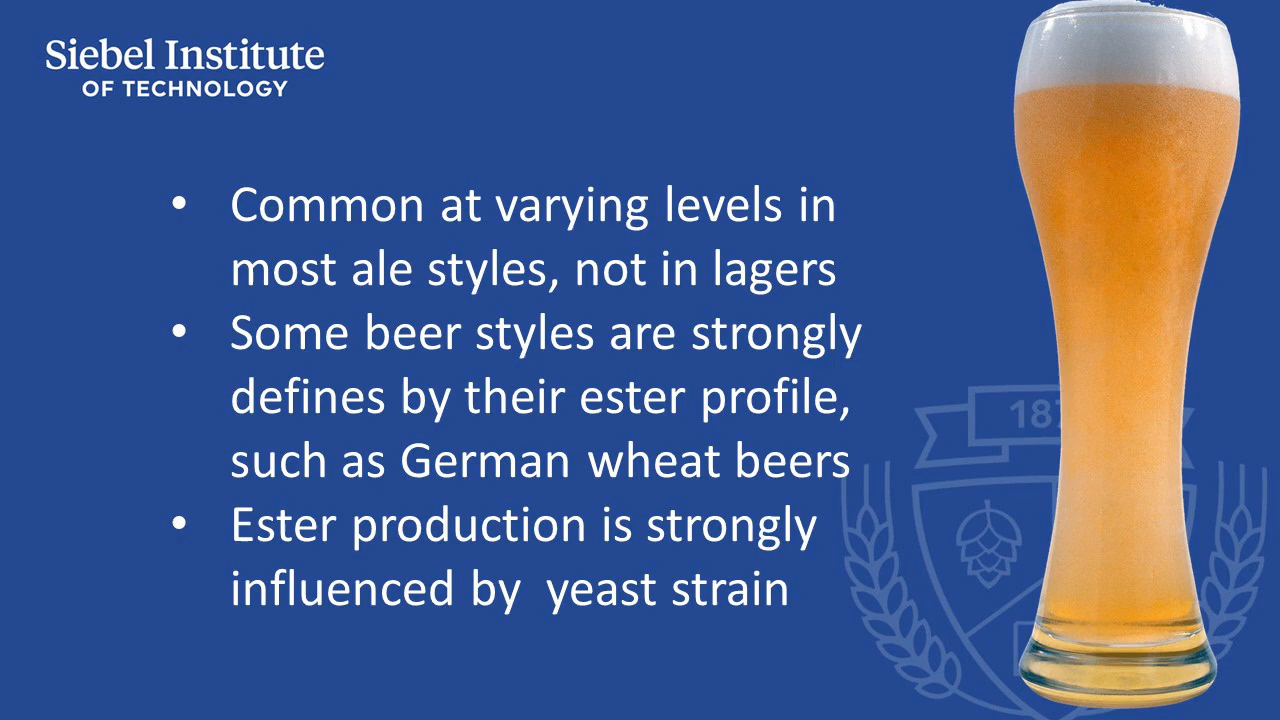 Siebel Institute
OF TECHNOLOGY
• Common at varying levels in
most ale styles, not in lagers
• Some beer styles are strongly
defines by their ester profile,
such as German wheat beers
• Ester production is strongly
influenced by  yeast strain